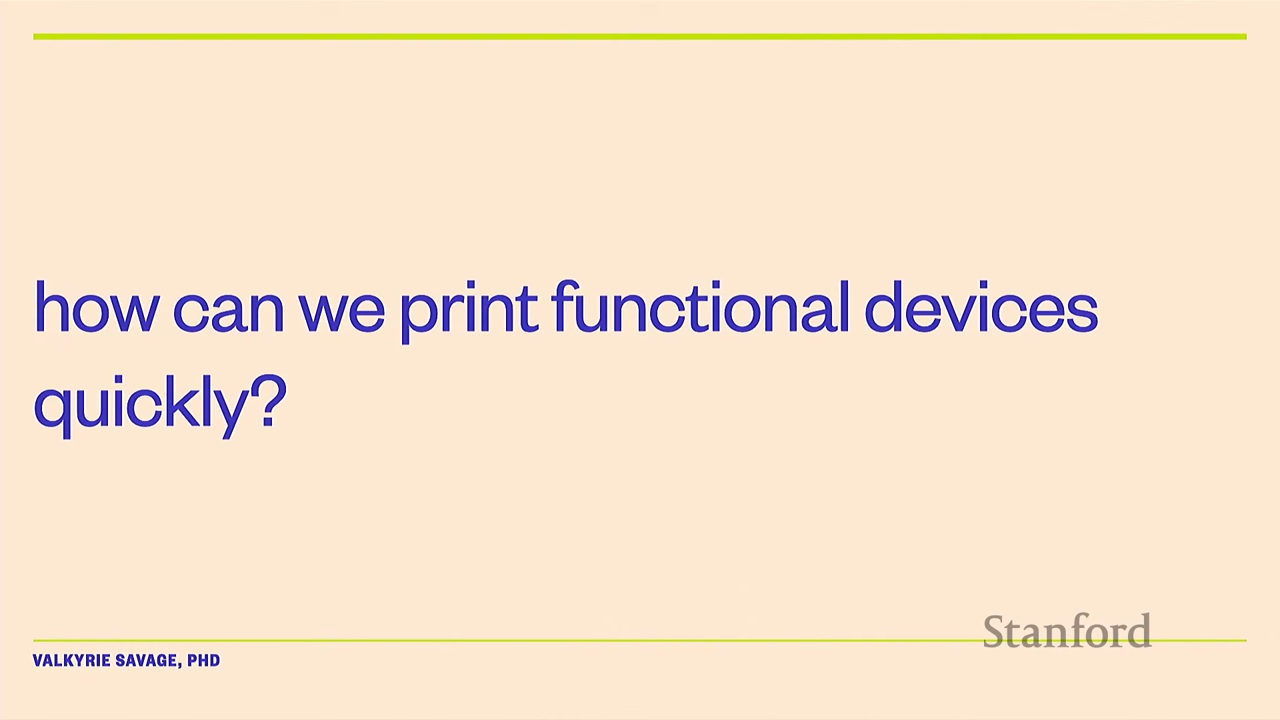 how can we print functional devices
quickly?
Stanford
VALKYRIE SAVAGE, PHD